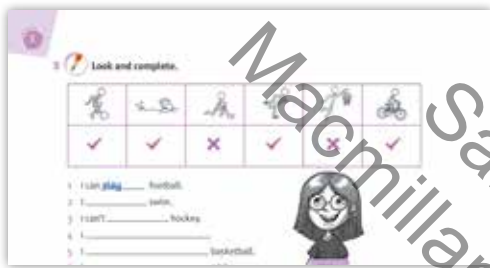 3 Look and complete.
Macmillan
Sa
1 I can play football.
2 I swim.
3 I can't hockey.
4 I
5 I basketball.